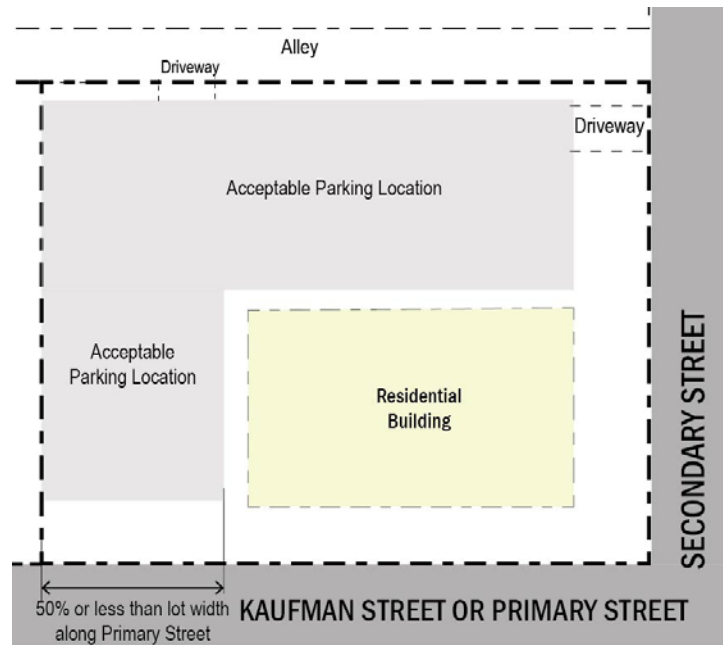 Alley
Driveway
Driveway
Acceptable Parking Location
Acceptable
Parking Location
Residential
Building
SECONDARY STREET
50% or less than lot width
along Primary Street
KAUFMAN STREET OR PRIMARY STREET